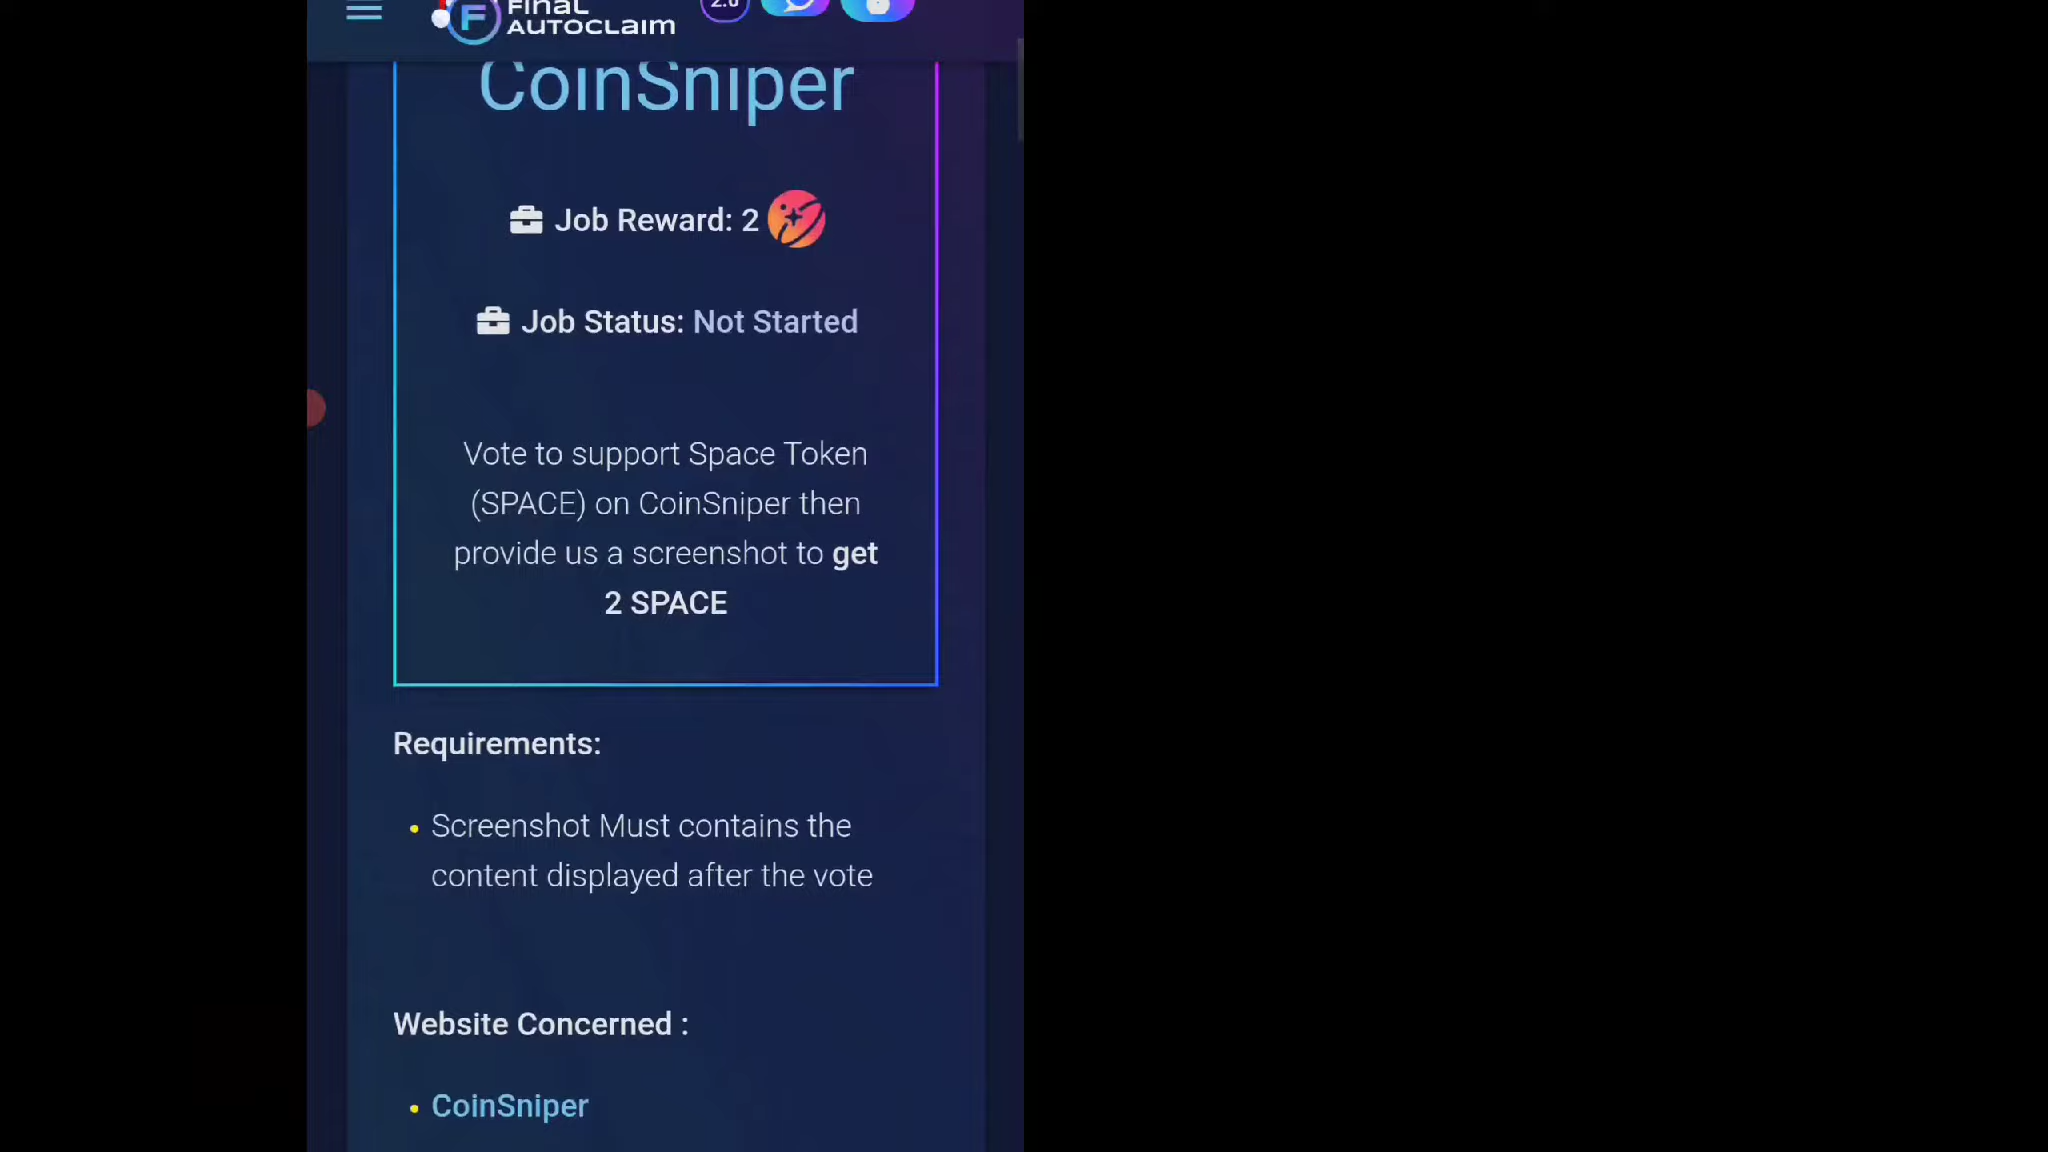 Final
AUTOCLAIM
2.0
CoinSniper
Job Reward: 2
Job Status: Not Started
Vote to support Space Token
(SPACE) on CoinSniper then
provide us a screenshot to get
2 SPACE
Requirements:
Screenshot Must contains the
content displayed after the vote
Website Concerned :
CoinSniper